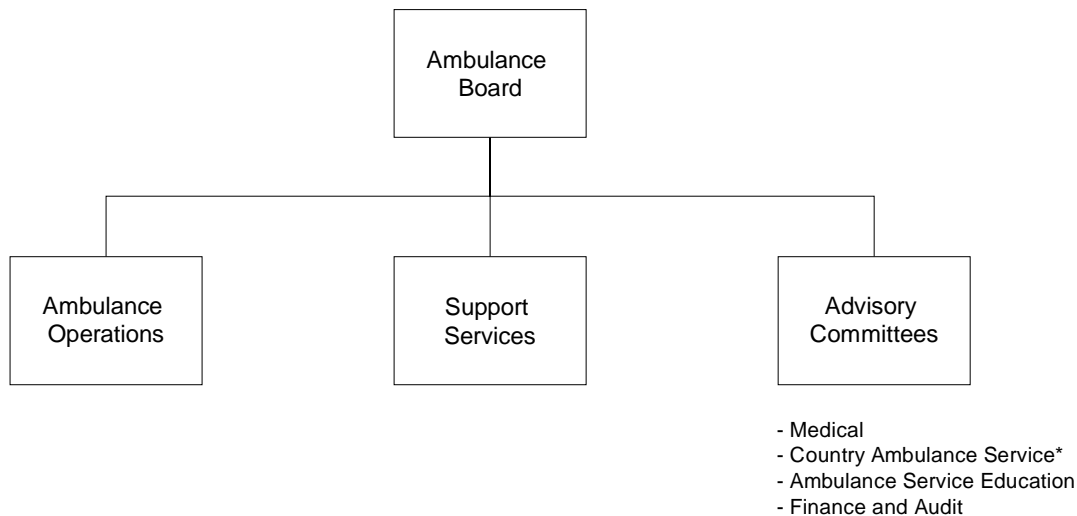 Ambulance
Board
Ambulance
Operations
Support
Services
Advisory
Committees
- Medical
- Country Ambulance Service*
- Ambulance Service Education
- Finance and Audit